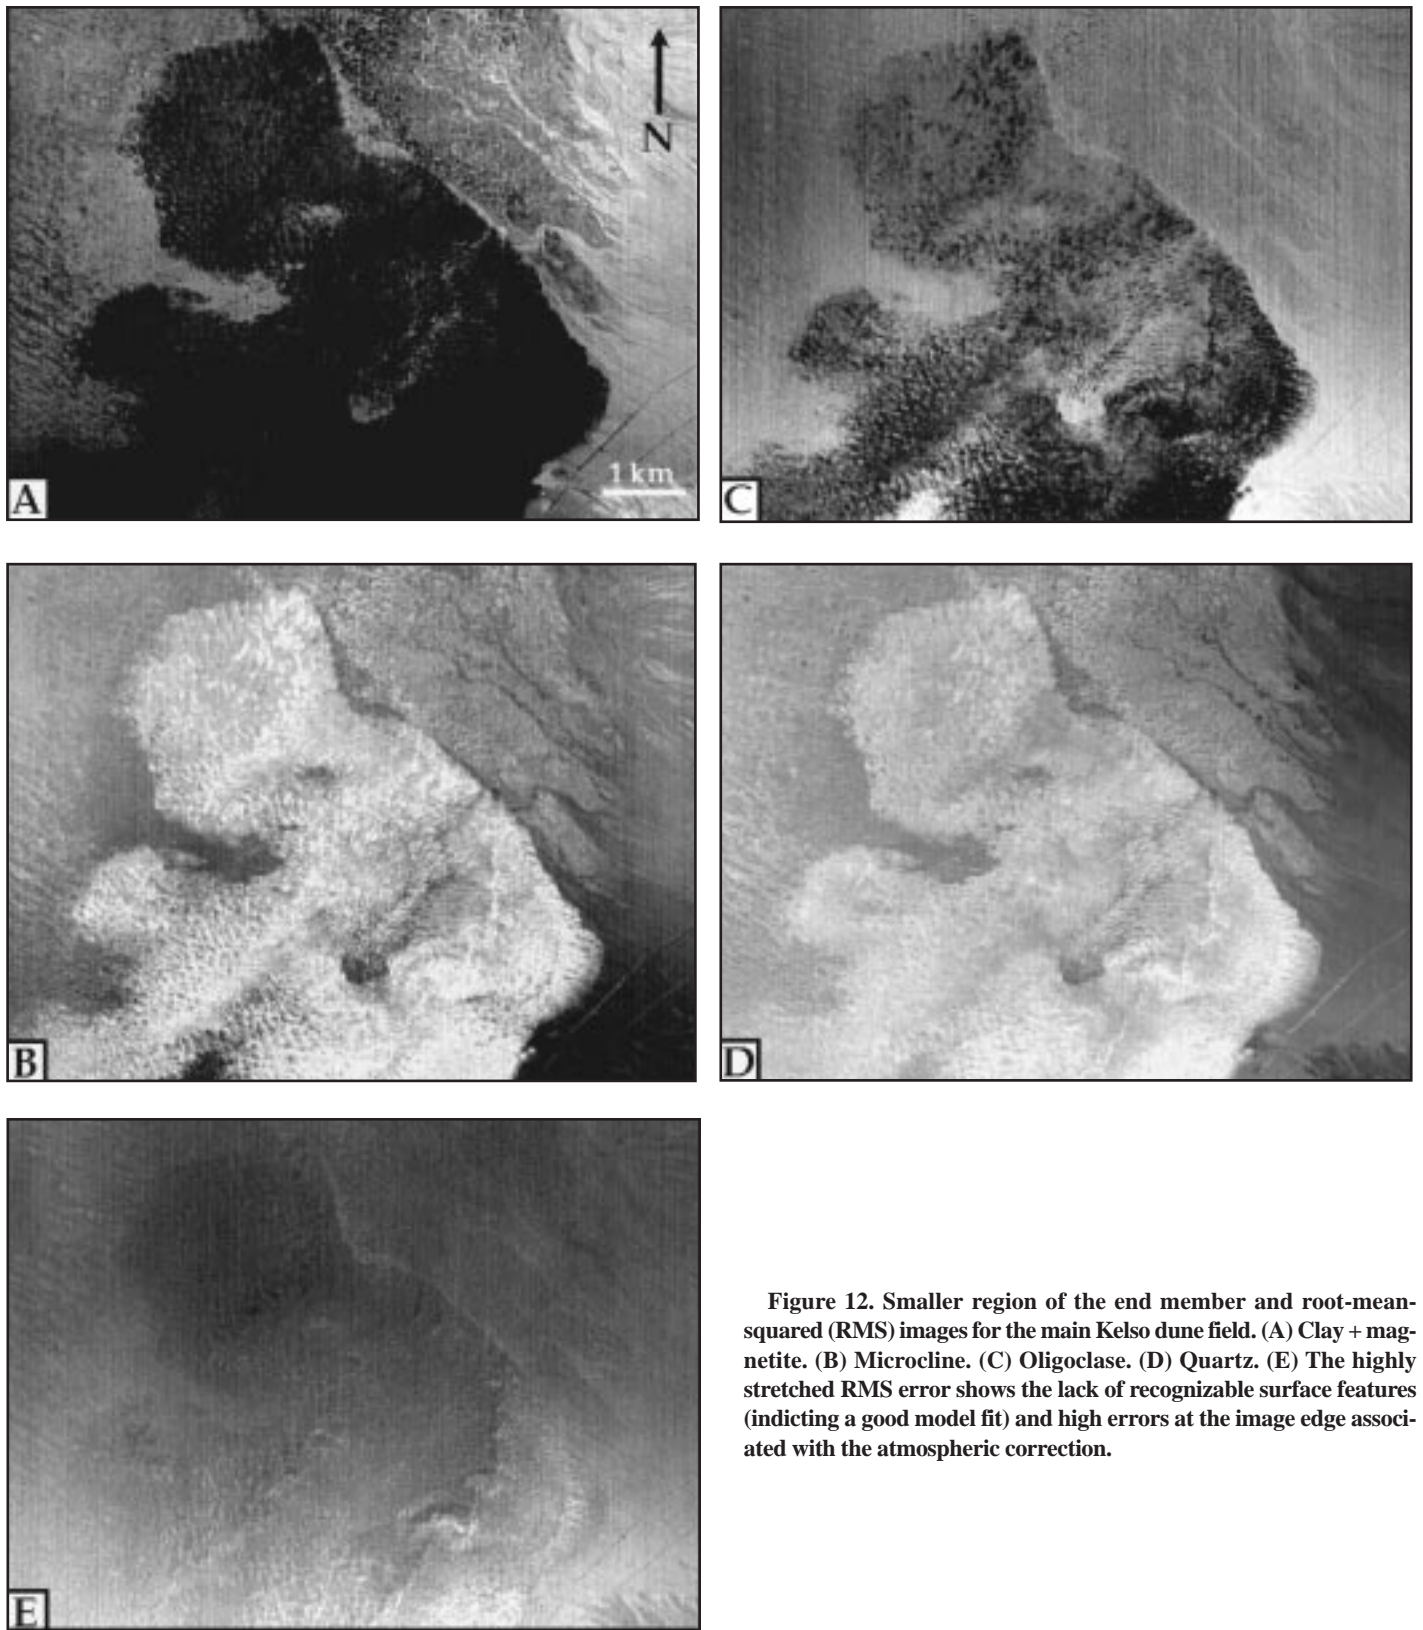 N
1 km
A
C
B
D
E
Figure 12. Smaller region of the end member and root-mean-
squared (RMS) images for the main Kelso dune field. (A) Clay + mag-
netite. (B) Microcline. (C) Oligoclase. (D) Quartz. (E) The highly
stretched RMS error shows the lack of recognizable surface features
(indicting a good model fit) and high errors at the image edge associ-
ated with the atmospheric correction.